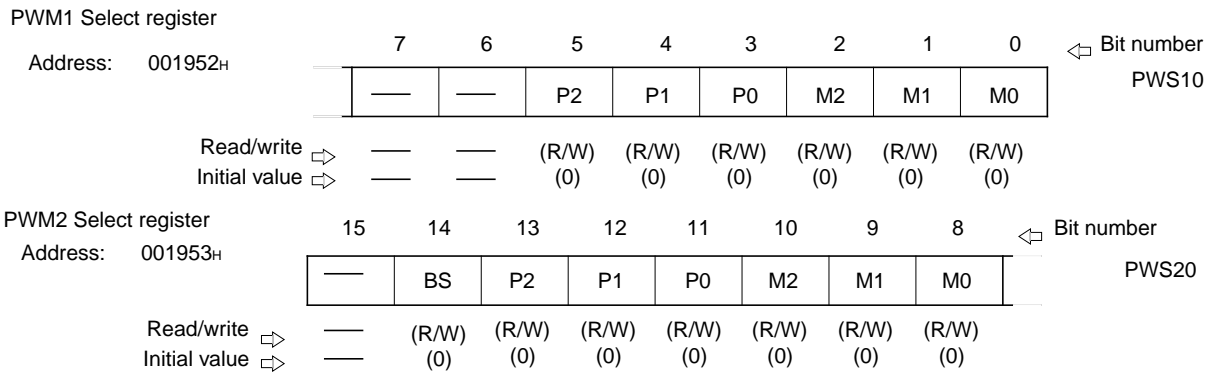 PWM1 Select register
7 6 5 4 3 2 1 0 Bit number
Address: 001952H
PWS10
— — P2 P1 P0 M2 M1 M0
Read/write — — (R/W) (R/W) (R/W) (R/W) (R/W) (R/W)
Initial value — — (0) (0) (0) (0) (0) (0)
PWM2 Select register
15 14 13 12 11 10 9 8 Bit number
Address: 001953H
PWS20
— BS P2 P1 P0 M2 M1 M0
Read/write — (R/W) (R/W) (R/W) (R/W) (R/W) (R/W) (R/W)
Initial value — (0) (0) (0) (0) (0) (0) (0)